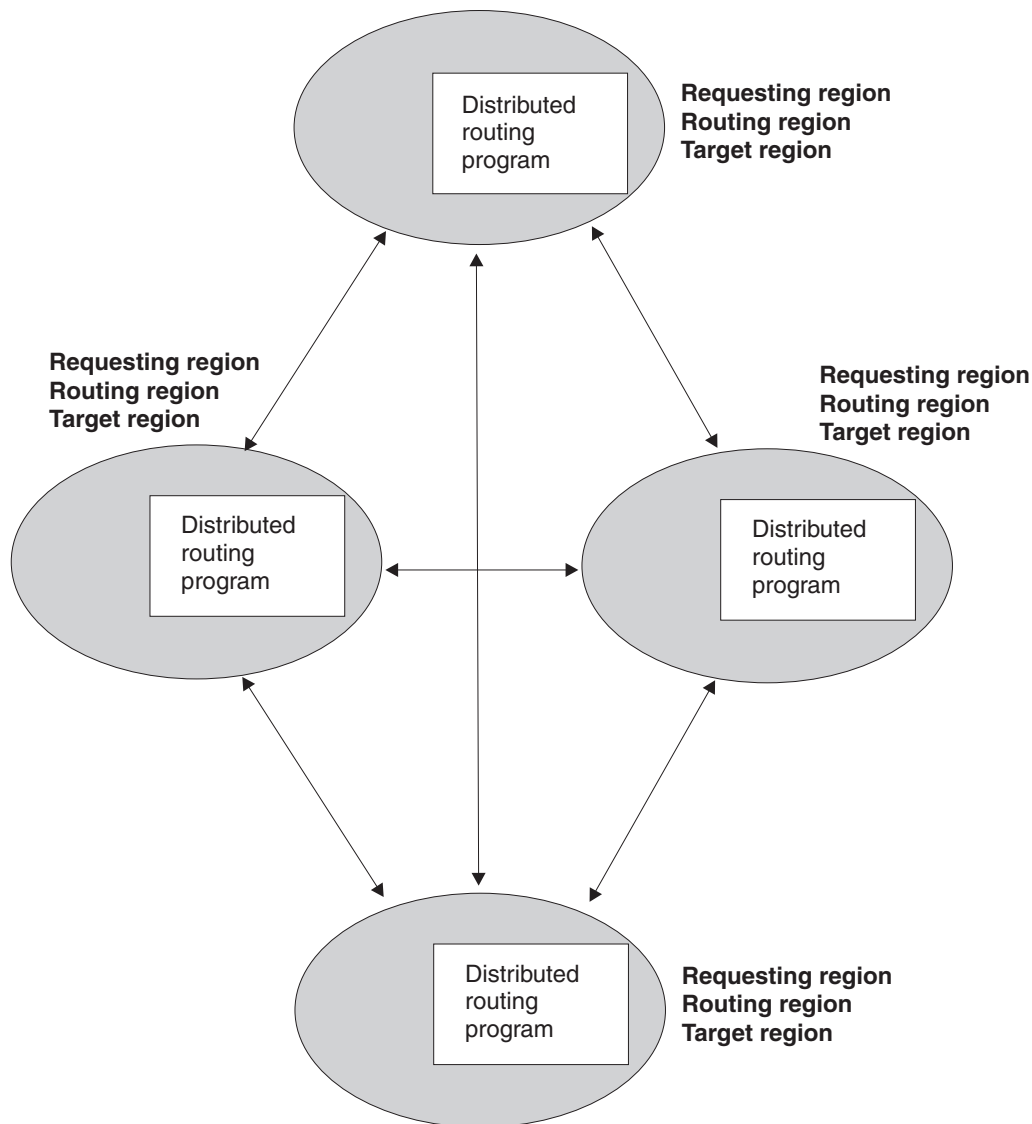 Distributed
routing
program
Requesting region
Routing region
Target region
Requesting region
Routing region
Target region
Distributed
routing
program
Requesting region
Routing region
Target region
Distributed
routing
program
Distributed
routing
program
Requesting region
Routing region
Target region